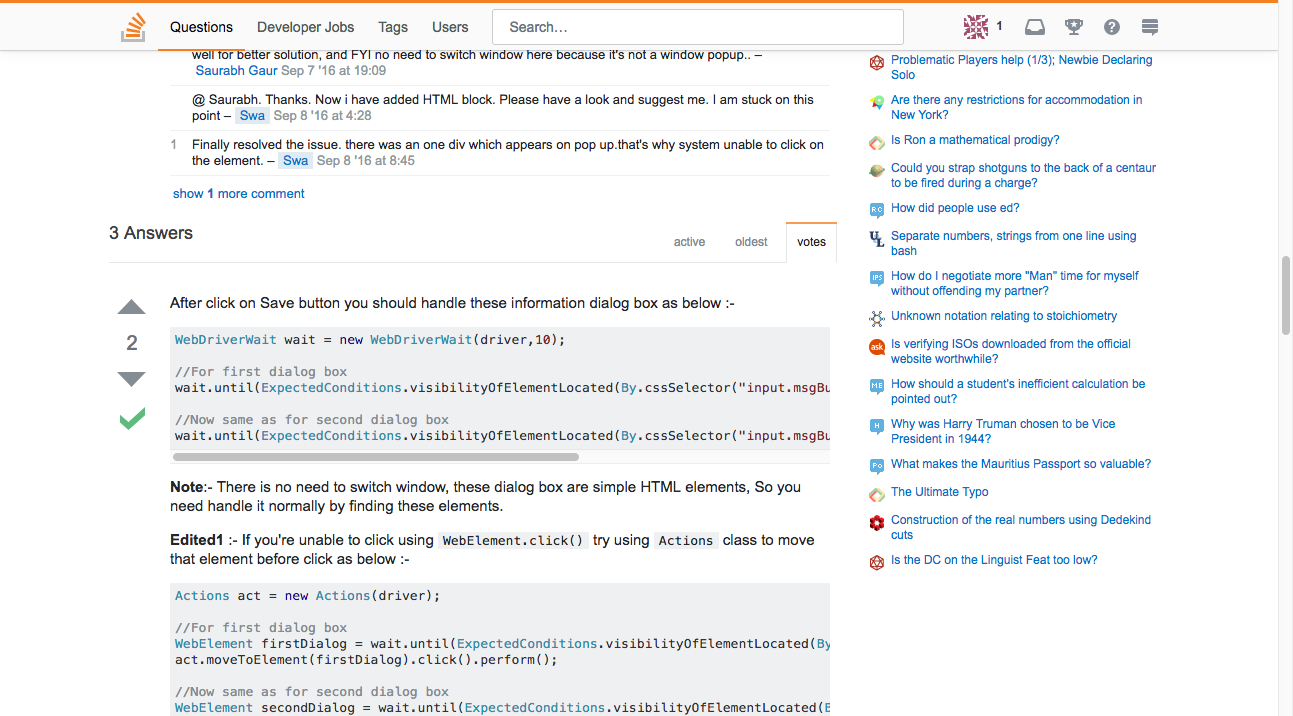 Questions
Developer Jobs
Tags
Users
Search...
1
well for better solution, and FYI no need to switch window here because it's not a window popup.. –
Saurabh Gaur Sep 7 '16 at 19:09
@ Saurabh. Thanks. Now i have added HTML block. Please have a look and suggest me. I am stuck on this
point – Swa Sep 8 '16 at 4:28
1 Finally resolved the issue. there was an one div which appears on pop up.that's why system unable to click on
the element. – Swa Sep 8 '16 at 8:45
show 1 more comment
3 Answers
active
oldest
votes
2
After click on Save button you should handle these information dialog box as below :-
WebDriverWait wait = new WebDriverWait(driver,10);
//For first dialog box
wait.until(ExpectedConditions.visibilityOfElementLocated(By.cssSelector("input.msgBu
//Now same as for second dialog box
wait.until(ExpectedConditions.visibilityOfElementLocated(By.cssSelector("input.msgBu
Note:- There is no need to switch window, these dialog box are simple HTML elements, So you
need handle it normally by finding these elements.
Edited1 :- If you're unable to click using WebElement.click() try using Actions class to move
that element before click as below :-
Actions act = new Actions(driver);
//For first dialog box
WebElement firstDialog = wait.until(ExpectedConditions.visibilityOfElementLocated(By
act.moveToElement(firstDialog).click().perform();
//Now same as for second dialog box
WebElement secondDialog = wait.until(ExpectedConditions.visibilityOfElementLocated(B
Problematic Players help (1/3); Newbie Declaring
Solo
Are there any restrictions for accommodation in
New York?
Is Ron a mathematical prodigy?
Could you strap shotguns to the back of a centaur
to be fired during a charge?
RC
How did people use ed?
UL
Separate numbers, strings from one line using
bash
IPS
How do I negotiate more "Man" time for myself
without offending my partner?
Unknown notation relating to stoichiometry
ask
Is verifying ISOs downloaded from the official
website worthwhile?
ME
How should a student's inefficient calculation be
pointed out?
H
Why was Harry Truman chosen to be Vice
President in 1944?
Po
What makes the Mauritius Passport so valuable?
The Ultimate Typo
Construction of the real numbers using Dedekind
cuts
Is the DC on the Linguist Feat too low?